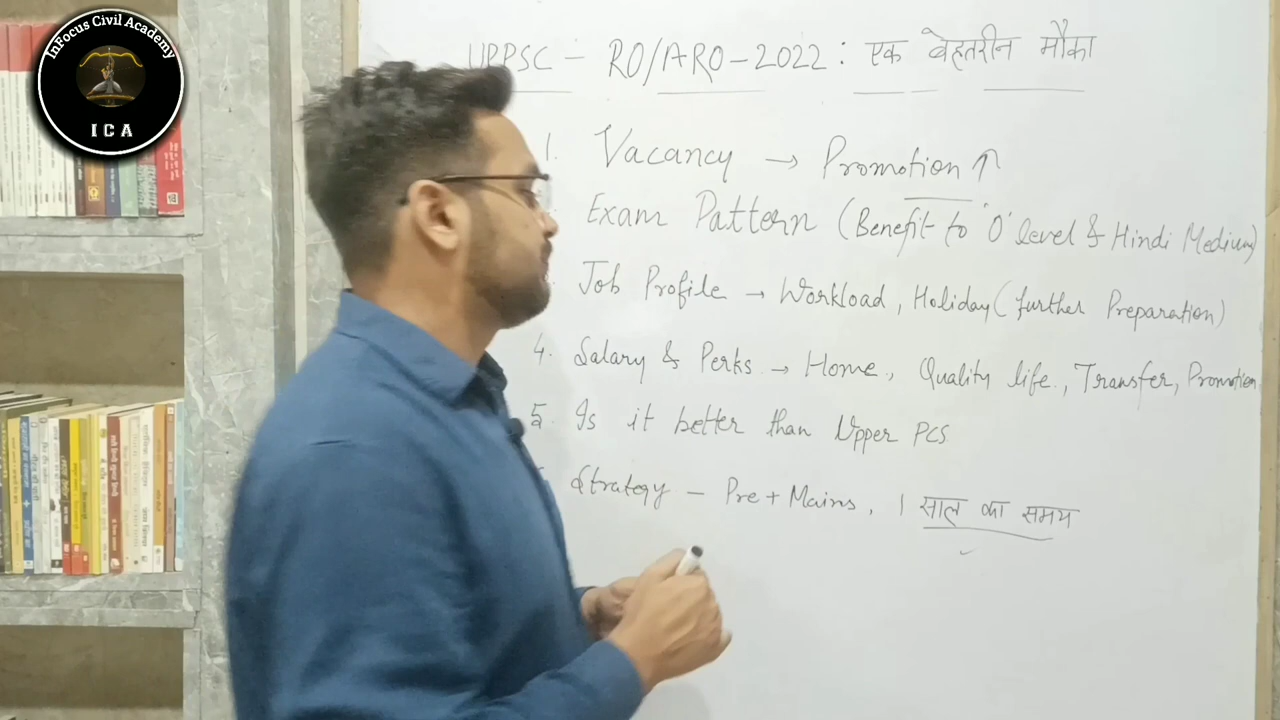 InFocus Civil Academy
ICA
UPPSC - RO/ARO-2022: एक बेहतरीन मौका
1. Vacancy → Promotion ↑
Exam Pattern (Benefit to 'O' level & Hindi Medium)
Job Profile → Workload, Holiday (further Preparation)
4. Salary & Perks → Home, Quality life, Transfer, Promotion
5. Is it better than Upper PCS
Strategy - Pre + Mains, 1 साल का समय